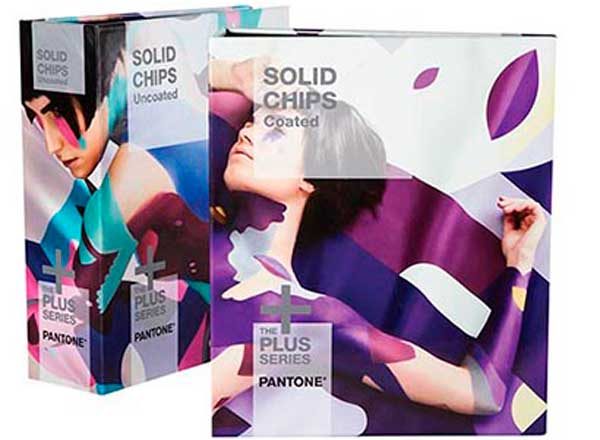 SOLID
CHIPS
Uncoated
THE
PLUS
SERIES
PANTONE®
SOLID
CHIPS
Uncoated
THE
PLUS
SERIES
PANTONE®
SOLID
CHIPS
Coated
THE
PLUS
SERIES
PANTONE®